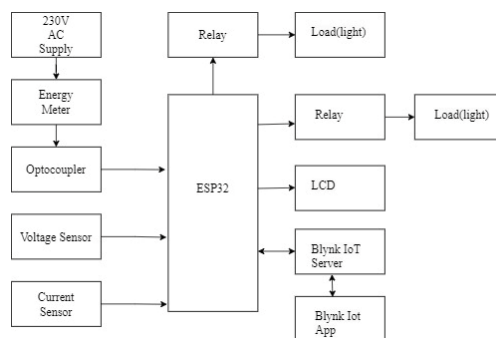 230V
AC
Supply
Relay
Load(light)
Energy
Meter
Relay
Load(light)
Optocoupler
ESP32
LCD
Voltage Sensor
Blynk IoT
Server
Current
Sensor
Blynk Iot
App